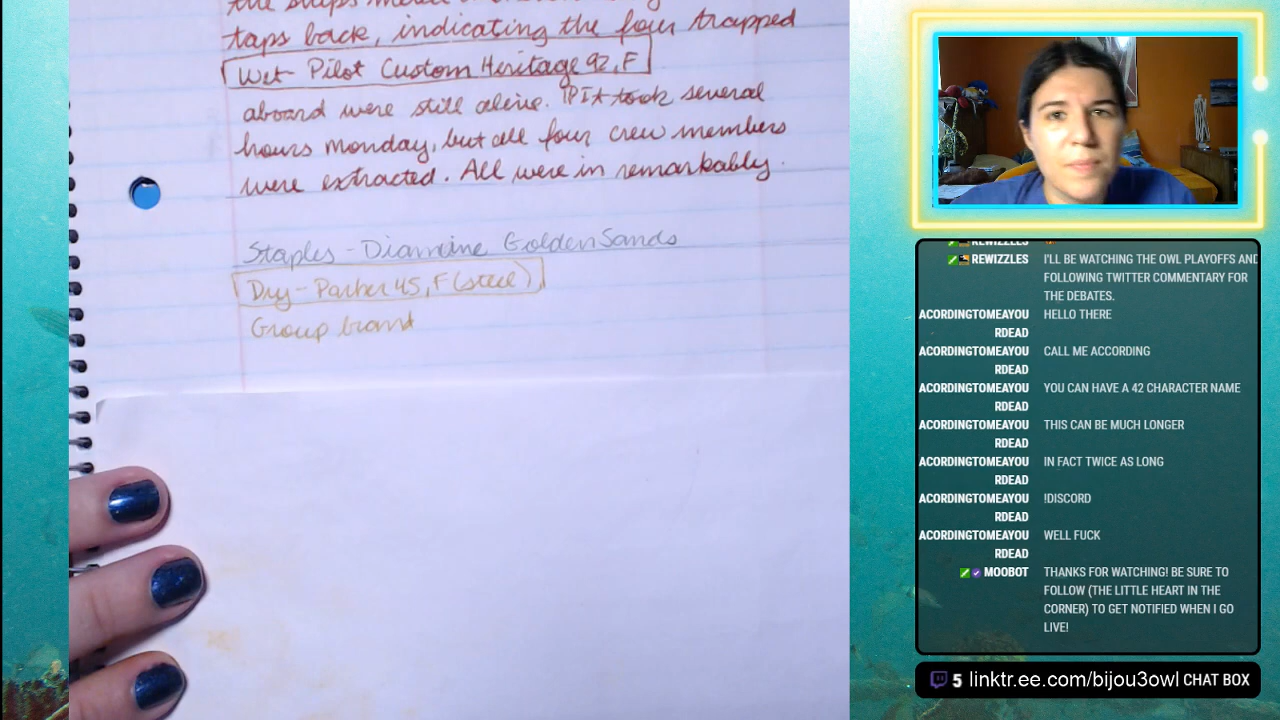 the ships
taps back, indicating the four trapped
Wet - Pilot Custom Heritage 92, F
aboard were still alive. It took several
hours Monday, but all four crew members
were extracted. All were in remarkably
Staples - Diamine Golden Sands
Dry - Parker 45, F (steel)
Group brand
REWIZZLES
REWIZZLES I'LL BE WATCHING THE OWL PLAYOFFS AND
FOLLOWING TWITTER COMMENTARY FOR
THE DEBATES.
ACORDINGTOMEAYOU HELLO THERE
RDEAD
ACORDINGTOMEAYOU CALL ME ACCORDING
RDEAD
ACORDINGTOMEAYOU YOU CAN HAVE A 42 CHARACTER NAME
RDEAD
ACORDINGTOMEAYOU THIS CAN BE MUCH LONGER
RDEAD
ACORDINGTOMEAYOU IN FACT TWICE AS LONG
RDEAD
ACORDINGTOMEAYOU !DISCORD
RDEAD
ACORDINGTOMEAYOU WELL FUCK
RDEAD
MOOBOT THANKS FOR WATCHING! BE SURE TO
FOLLOW (THE LITTLE HEART IN THE
CORNER) TO GET NOTIFIED WHEN I GO
LIVE!
5 linktr.ee.com/bijou3owl CHAT BOX